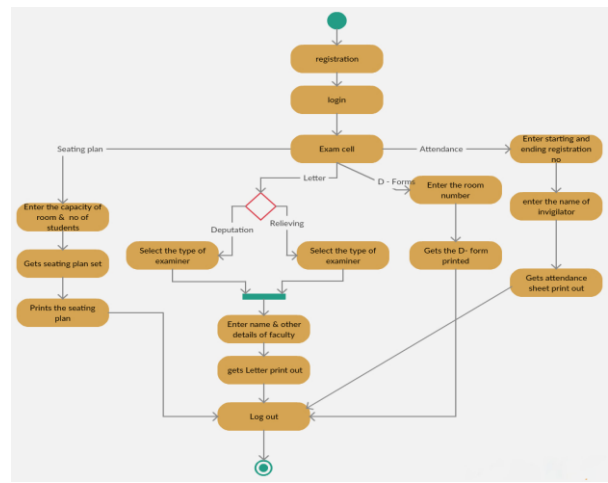 registration
login
Exam cell
Seating plan
Attendance
Enter starting and
ending registration
no
Letter
D - Forms
Enter the room
number
Enter the capacity of
room & no of
students
enter the name of
invigilator
Deputation
Relieving
Select the type of
examiner
Select the type of
examiner
Gets the D- form
printed
Gets seating plan set
Gets attendance
sheet print out
Prints the seating
plan
Enter name & other
details of faculty
gets Letter print out
Log out